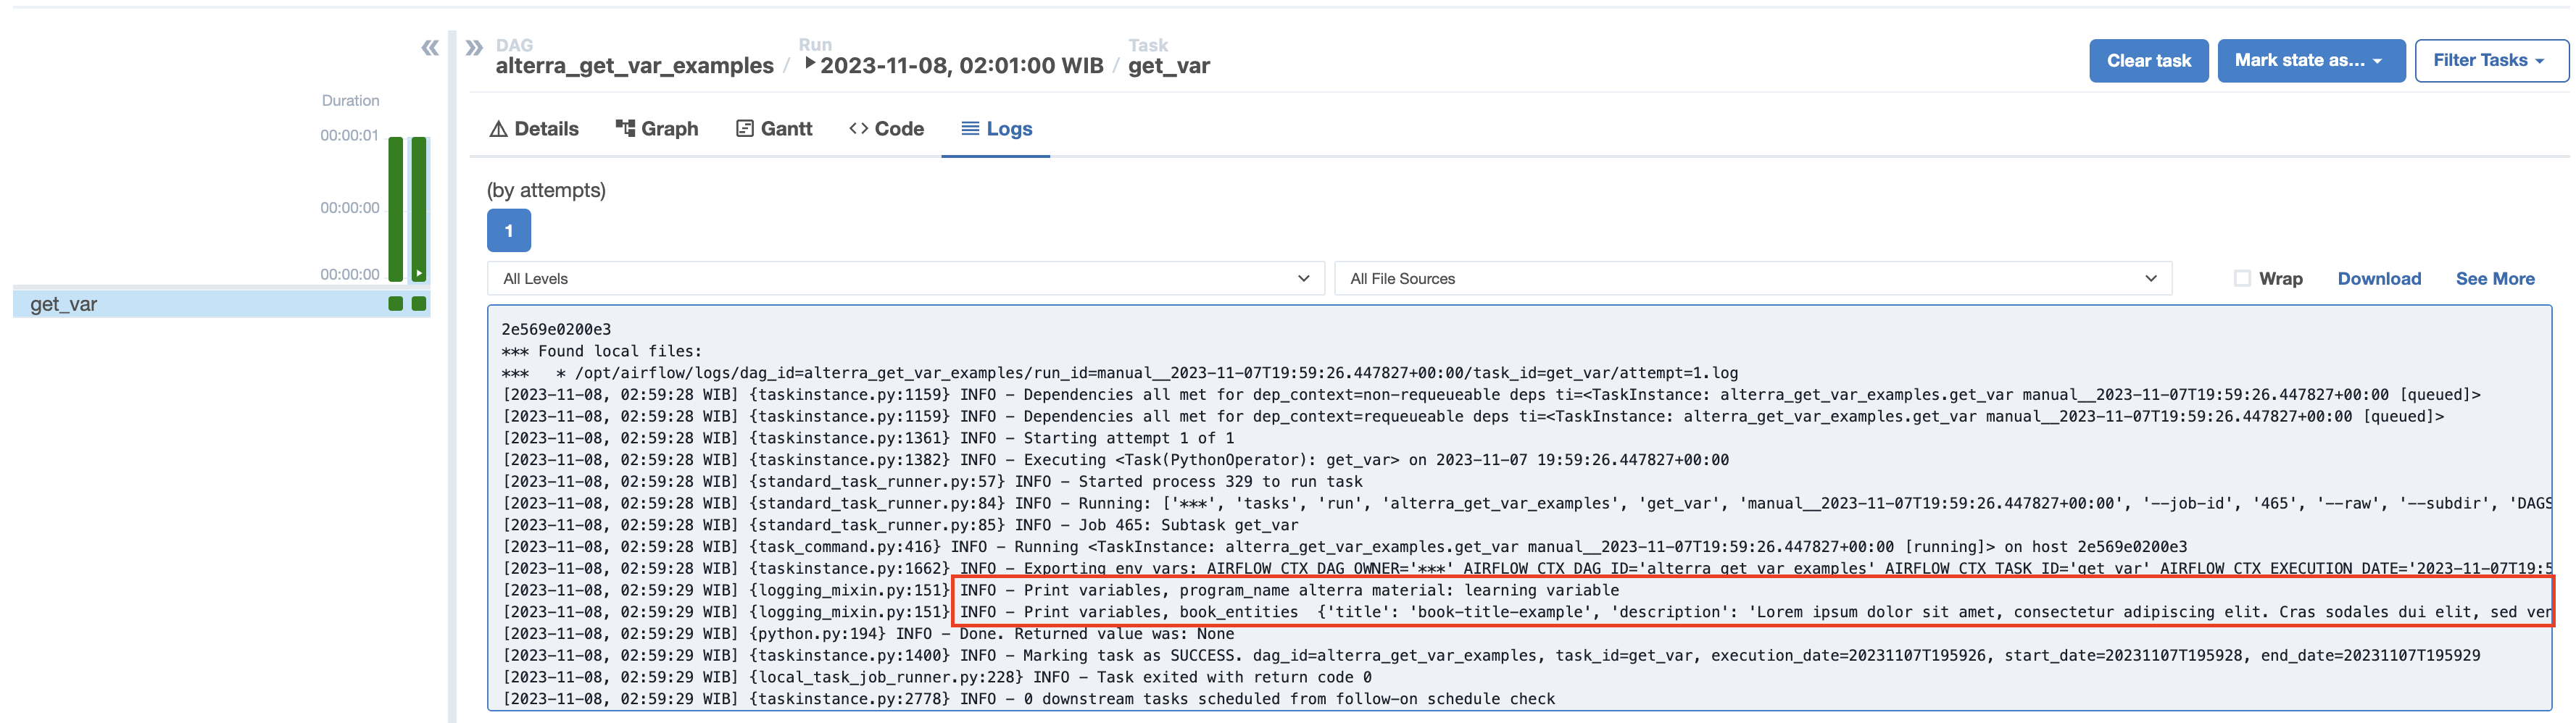 DAG
alterra_get_var_examples
/
Run
2023-11-08, 02:01:00 WIB
/
Task
get_var
Clear task
Mark state as...
Filter Tasks
Duration
00:00:01
00:00:00
00:00:00
get_var
Details
Graph
Gantt
Code
Logs
(by attempts)
1
All Levels
All File Sources
Wrap
Download
See More
2e569e0200e3
*** Found local files:
***   * /opt/airflow/logs/dag_id=alterra_get_var_examples/run_id=manual__2023-11-07T19:59:26.447827+00:00/task_id=get_var/attempt=1.log
[2023-11-08, 02:59:28 WIB] {taskinstance.py:1159} INFO - Dependencies all met for dep_context=non-requeueable deps ti=<TaskInstance: alterra_get_var_examples.get_var manual__2023-11-07T19:59:26.447827+00:00 [queued]>
[2023-11-08, 02:59:28 WIB] {taskinstance.py:1159} INFO - Dependencies all met for dep_context=requeueable deps ti=<TaskInstance: alterra_get_var_examples.get_var manual__2023-11-07T19:59:26.447827+00:00 [queued]>
[2023-11-08, 02:59:28 WIB] {taskinstance.py:1361} INFO - Starting attempt 1 of 1
[2023-11-08, 02:59:28 WIB] {taskinstance.py:1382} INFO - Executing <Task(PythonOperator): get_var> on 2023-11-07 19:59:26.447827+00:00
[2023-11-08, 02:59:28 WIB] {standard_task_runner.py:57} INFO - Started process 329 to run task
[2023-11-08, 02:59:28 WIB] {standard_task_runner.py:84} INFO - Running: ['***', 'tasks', 'run', 'alterra_get_var_examples', 'get_var', 'manual__2023-11-07T19:59:26.447827+00:00', '--job-id', '465', '--raw', '--subdir', 'DAGS
[2023-11-08, 02:59:28 WIB] {standard_task_runner.py:85} INFO - Job 465: Subtask get_var
[2023-11-08, 02:59:28 WIB] {task_command.py:416} INFO - Running <TaskInstance: alterra_get_var_examples.get_var manual__2023-11-07T19:59:26.447827+00:00 [running]> on host 2e569e0200e3
[2023-11-08, 02:59:28 WIB] {taskinstance.py:1662} INFO - Exporting env vars: AIRFLOW_CTX_DAG_OWNER='***' AIRFLOW_CTX_DAG_ID='alterra_get_var_examples' AIRFLOW_CTX_TASK_ID='get_var' AIRFLOW_CTX_EXECUTION_DATE='2023-11-07T19:5
[2023-11-08, 02:59:29 WIB] {logging_mixin.py:151} INFO - Print variables, program_name alterra material: learning variable
[2023-11-08, 02:59:29 WIB] {logging_mixin.py:151} INFO - Print variables, book_entities  {'title': 'book-title-example', 'description': 'Lorem ipsum dolor sit amet, consectetur adipiscing elit. Cras sodales dui elit, sed ven
[2023-11-08, 02:59:29 WIB] {python.py:194} INFO - Done. Returned value was: None
[2023-11-08, 02:59:29 WIB] {taskinstance.py:1400} INFO - Marking task as SUCCESS. dag_id=alterra_get_var_examples, task_id=get_var, execution_date=20231107T195926, start_date=20231107T195928, end_date=20231107T195929
[2023-11-08, 02:59:29 WIB] {local_task_job_runner.py:228} INFO - Task exited with return code 0
[2023-11-08, 02:59:29 WIB] {taskinstance.py:2778} INFO - 0 downstream tasks scheduled from follow-on schedule check